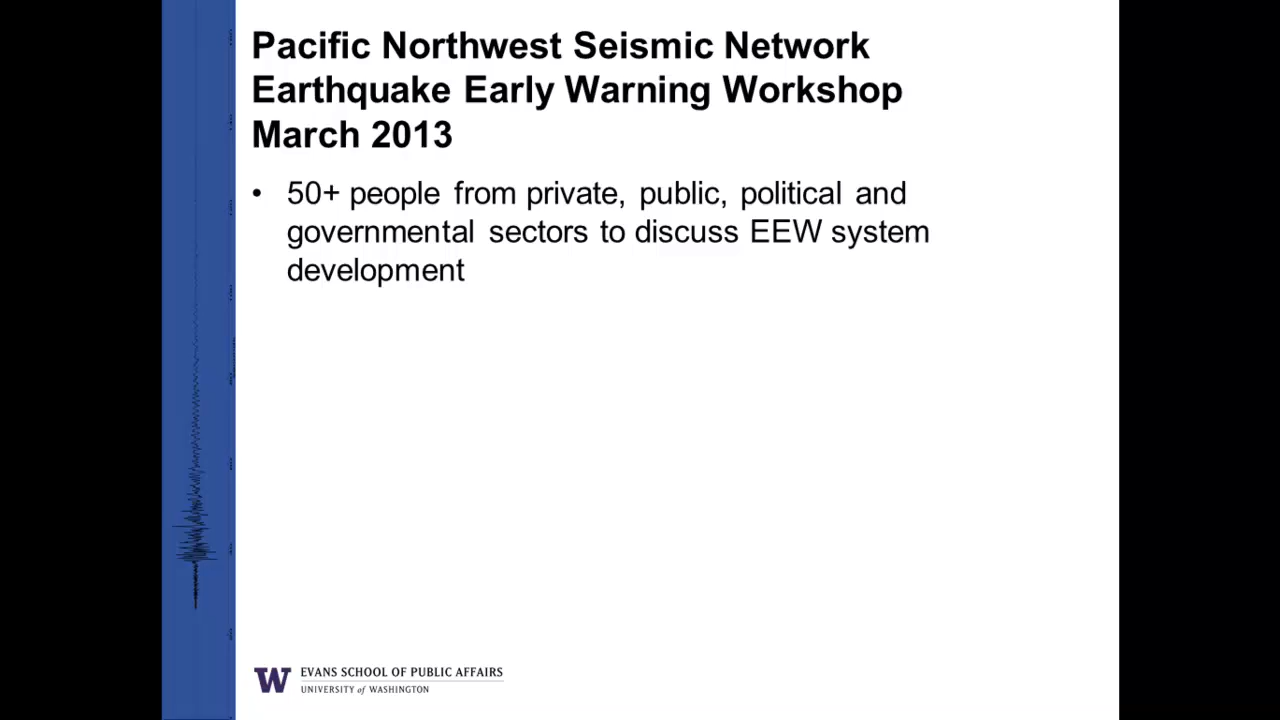 Pacific Northwest Seismic Network
Earthquake Early Warning Workshop
March 2013
• 50+ people from private, public, political and
governmental sectors to discuss EEW system
development
W EVANS SCHOOL OF PUBLIC AFFAIRS
UNIVERSITY of WASHINGTON